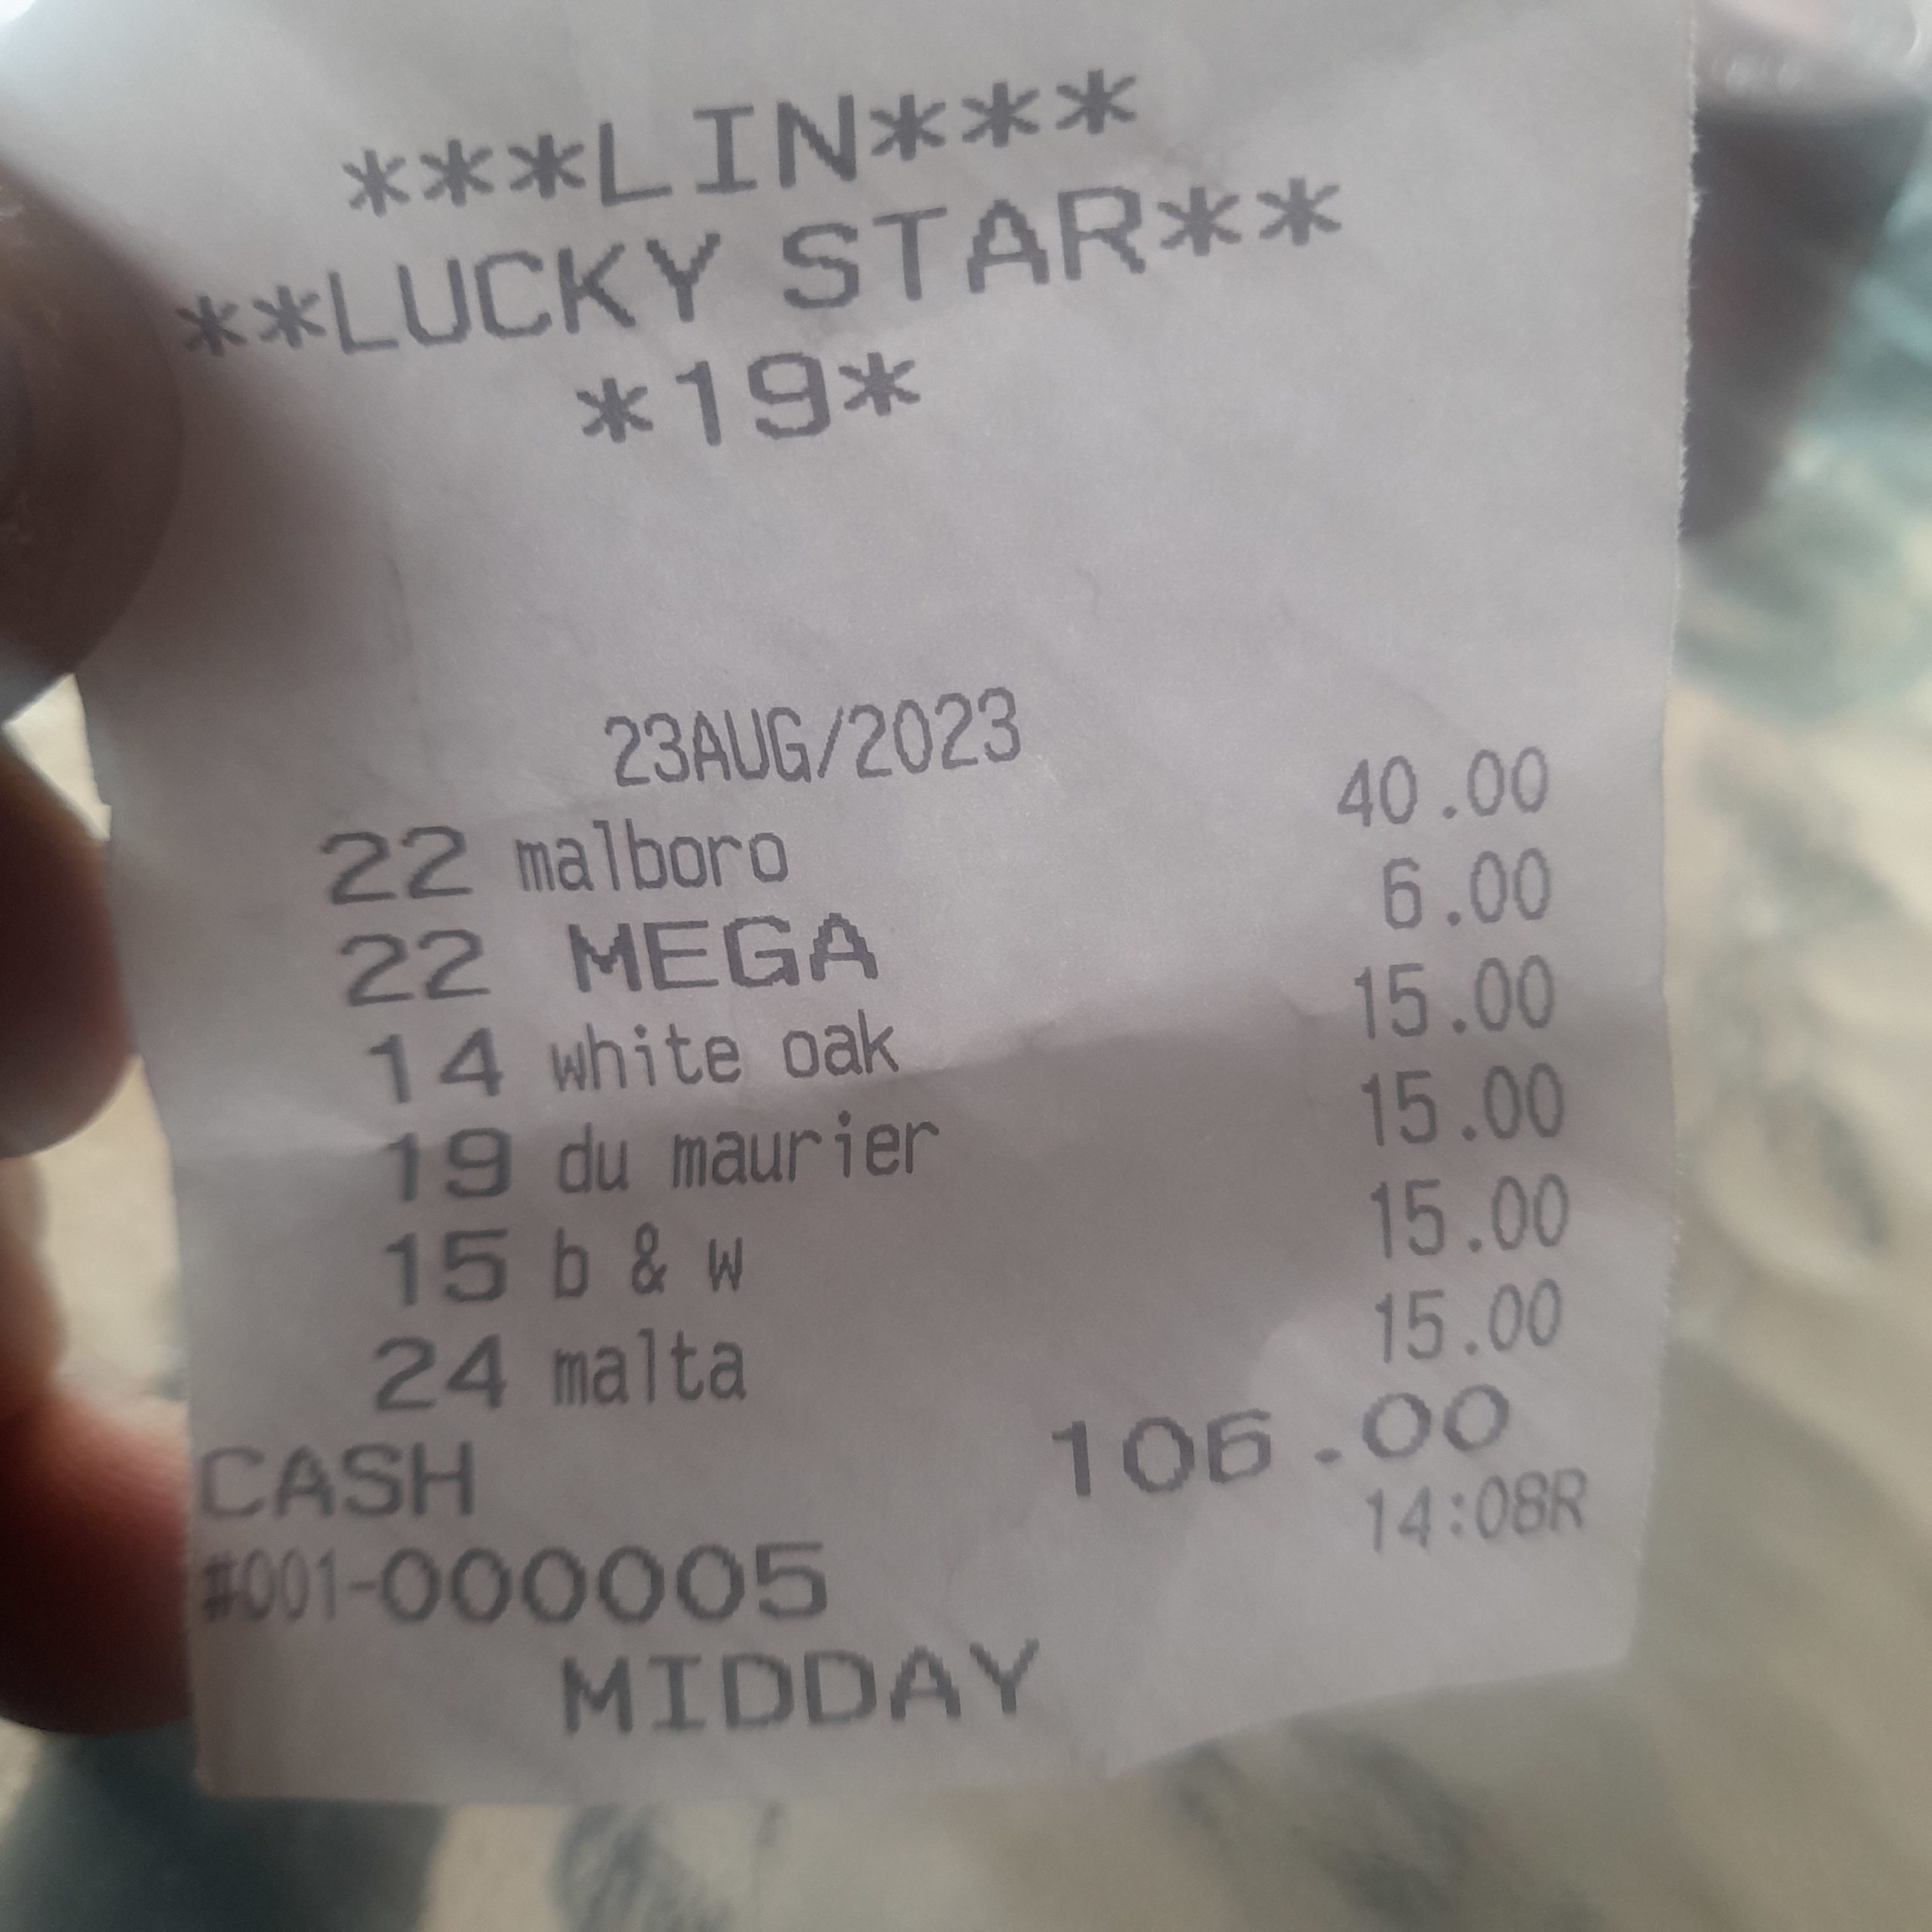 ***LIN***
**LUCKY STAR**
*19*
23AUG/2023
22 malboro 40.00
22 MEGA 6.00
14 white oak 15.00
19 du maurier 15.00
15 b & w 15.00
24 malta 15.00
CASH 106.00
#001-000005 14:08R
MIDDAY